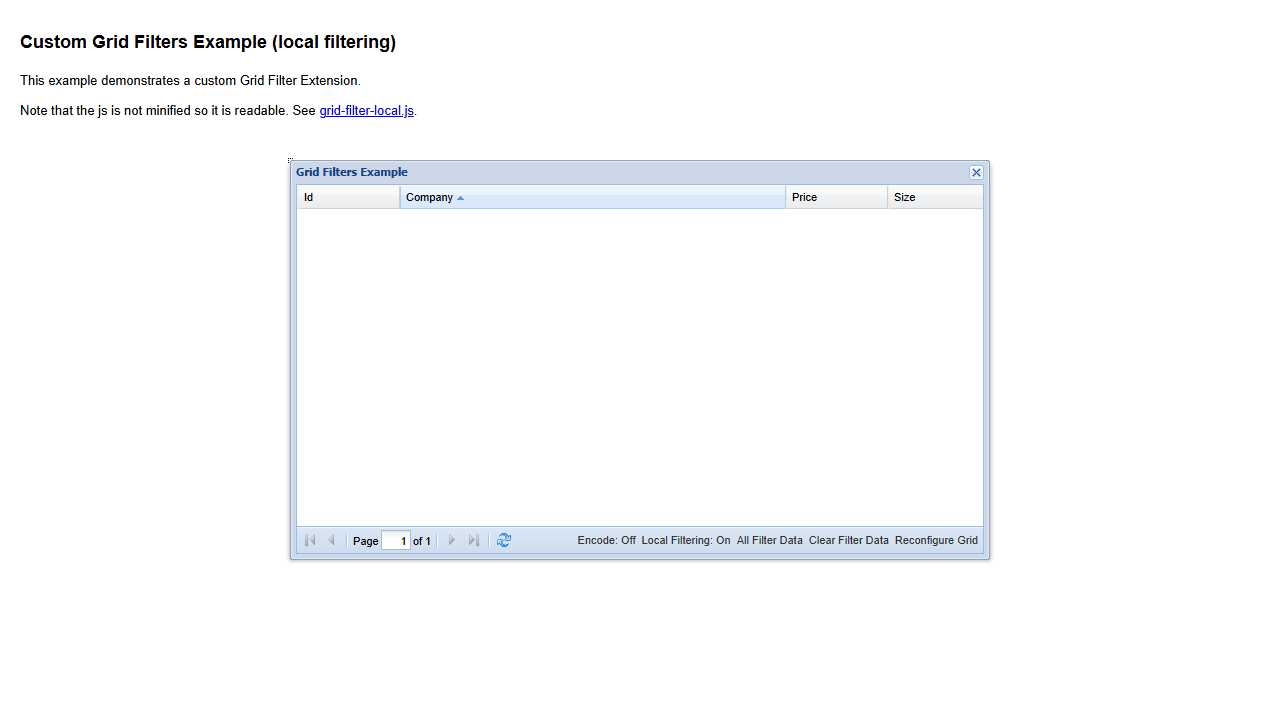 Custom Grid Filters Example (local filtering)
This example demonstrates a custom Grid Filter Extension.
Note that the js is not minified so it is readable. See grid-filter-local.js.
Grid Filters Example
Id Company Price Size
Page 1 of 1 Encode: Off Local Filtering: On All Filter Data Clear Filter Data Reconfigure Grid